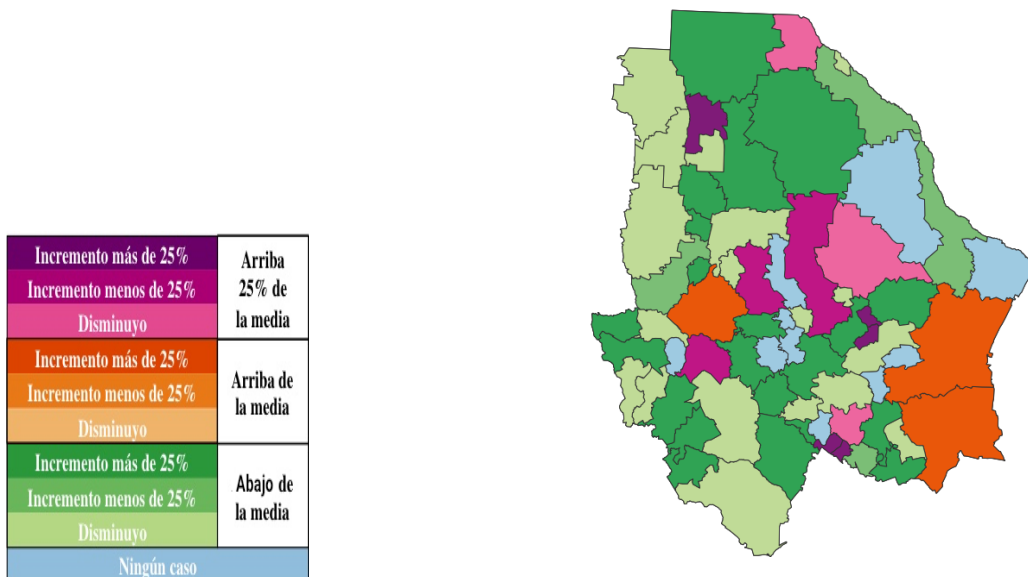 Incremento más de 25%
Incremento menos de 25%
Disminuyo
Arriba
25% de
la media
Incremento más de 25%
Incremento menos de 25%
Disminuyo
Arriba de
la media
Incremento más de 25%
Incremento menos de 25%
Disminuyo
Abajo de
la media
Ningún caso